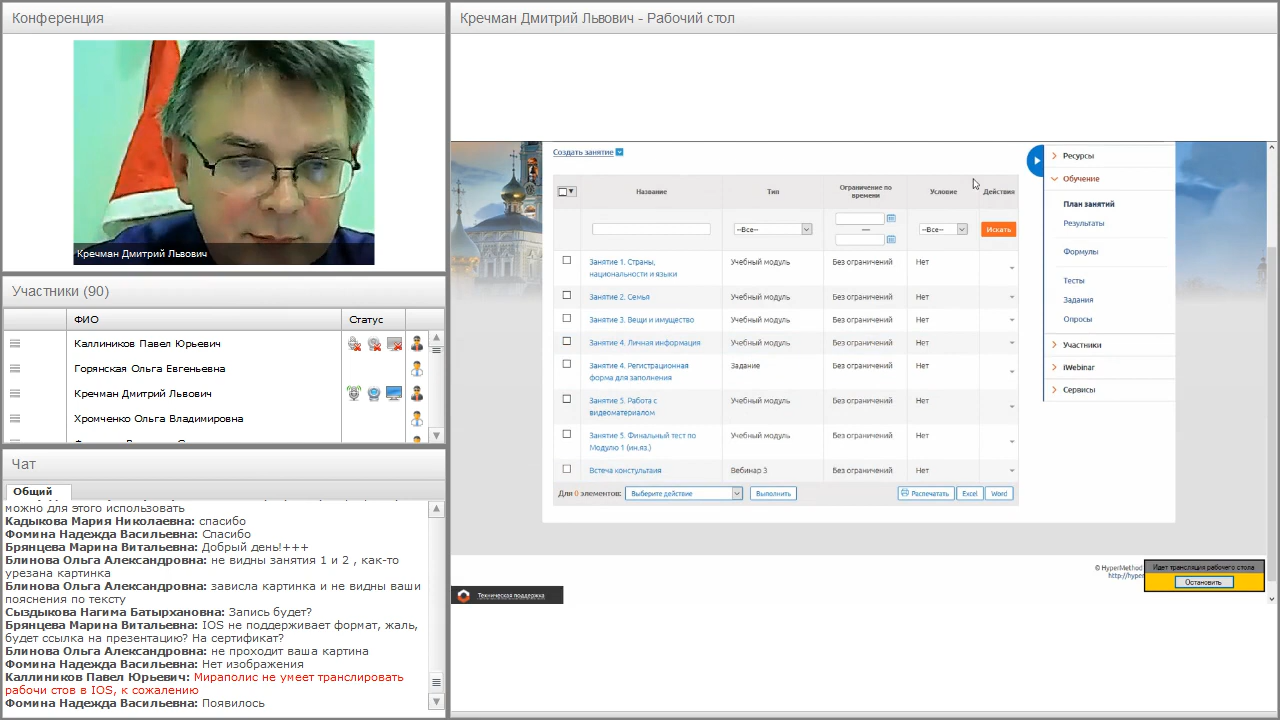 Конференция
Кречман Дмитрий Львович
Участники (90)
ФИО
Статус
Каллиников Павел Юрьевич
Горянская Ольга Евгеньевна
Кречман Дмитрий Львович
Хромченко Ольга Владимировна
Чат
Общий
можно для этого использовать
Кадыкова Мария Николаевна: спасибо
Фомина Надежда Васильевна: Спасибо
Брянцева Марина Витальевна: Добрый день!+++
Блинова Ольга Александровна: не видны занятия 1 и 2 , как-то
урезана картинка
Блинова Ольга Александровна: зависла картинка и не видны ваши
пояснения по тексту
Сыздыкова Нагима Батырхановна: Запись будет?
Брянцева Марина Витальевна: IOS не поддерживает формат, жаль,
будет ссылка на презентацию? На сертификат?
Блинова Ольга Александровна: не проходит ваша картина
Фомина Надежда Васильевна: Нет изображения
Каллиников Павел Юрьевич: Мираполис не умеет транслировать
рабочи стов в IOS, к сожалению
Фомина Надежда Васильевна: Появилось
Кречман Дмитрий Львович - Рабочий стол
Создать занятие
Название
Тип
Ограничение по
времени
Условие
Действия
--Все--
—
--Все--
Искать
Занятие 1. Страны,
национальности и языки
Учебный модуль
Без ограничений
Нет
Занятие 2. Семья
Учебный модуль
Без ограничений
Нет
Занятие 3. Вещи и имущество
Учебный модуль
Без ограничений
Нет
Занятие 4. Личная информация
Учебный модуль
Без ограничений
Нет
Занятие 4. Регистрационная
форма для заполнения
Задание
Без ограничений
Нет
Занятие 5. Работа с
видеоматериалом
Учебный модуль
Без ограничений
Нет
Занятие 5. Финальный тест по
Модулю 1 (ин.яз.)
Учебный модуль
Без ограничений
Нет
Встеча констультаия
Вебинар 3
Без ограничений
Нет
Для 0 элементов:
Выберите действие
Выполнить
Распечатать
Excel
Word
Ресурсы
Обучение
План занятий
Результаты
Формулы
Тесты
Задания
Опросы
Участники
iWebinar
Сервисы
© HyperMethod
http://hyper
Идет трансляция рабочего стола
Остановить
Техническая поддержка